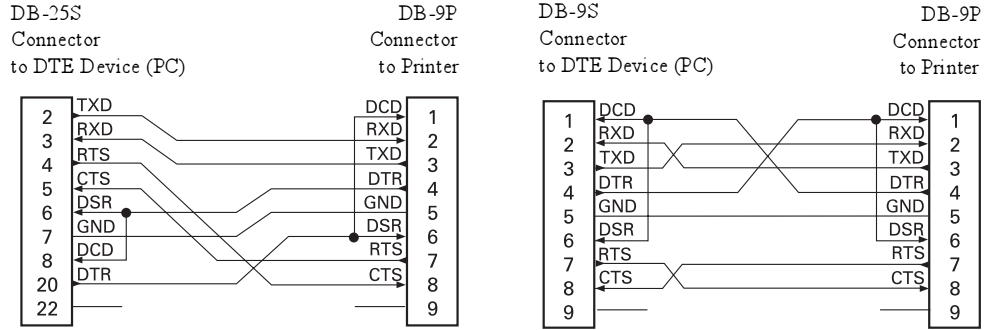 DB-25S
Connector
to DTE Device (PC)
DB-9P
Connector
to Printer
2 TXD
3 RXD
4 RTS
5 CTS
6 DSR
7 GND
8 DCD
20 DTR
22
DCD 1
RXD 2
TXD 3
DTR 4
GND 5
DSR 6
RTS 7
CTS 8
9
DB-9S
Connector
to DTE Device (PC)
DB-9P
Connector
to Printer
1 DCD
2 RXD
3 TXD
4 DTR
5 GND
6 DSR
7 RTS
8 CTS
9
DCD 1
RXD 2
TXD 3
DTR 4
GND 5
DSR 6
RTS 7
CTS 8
9